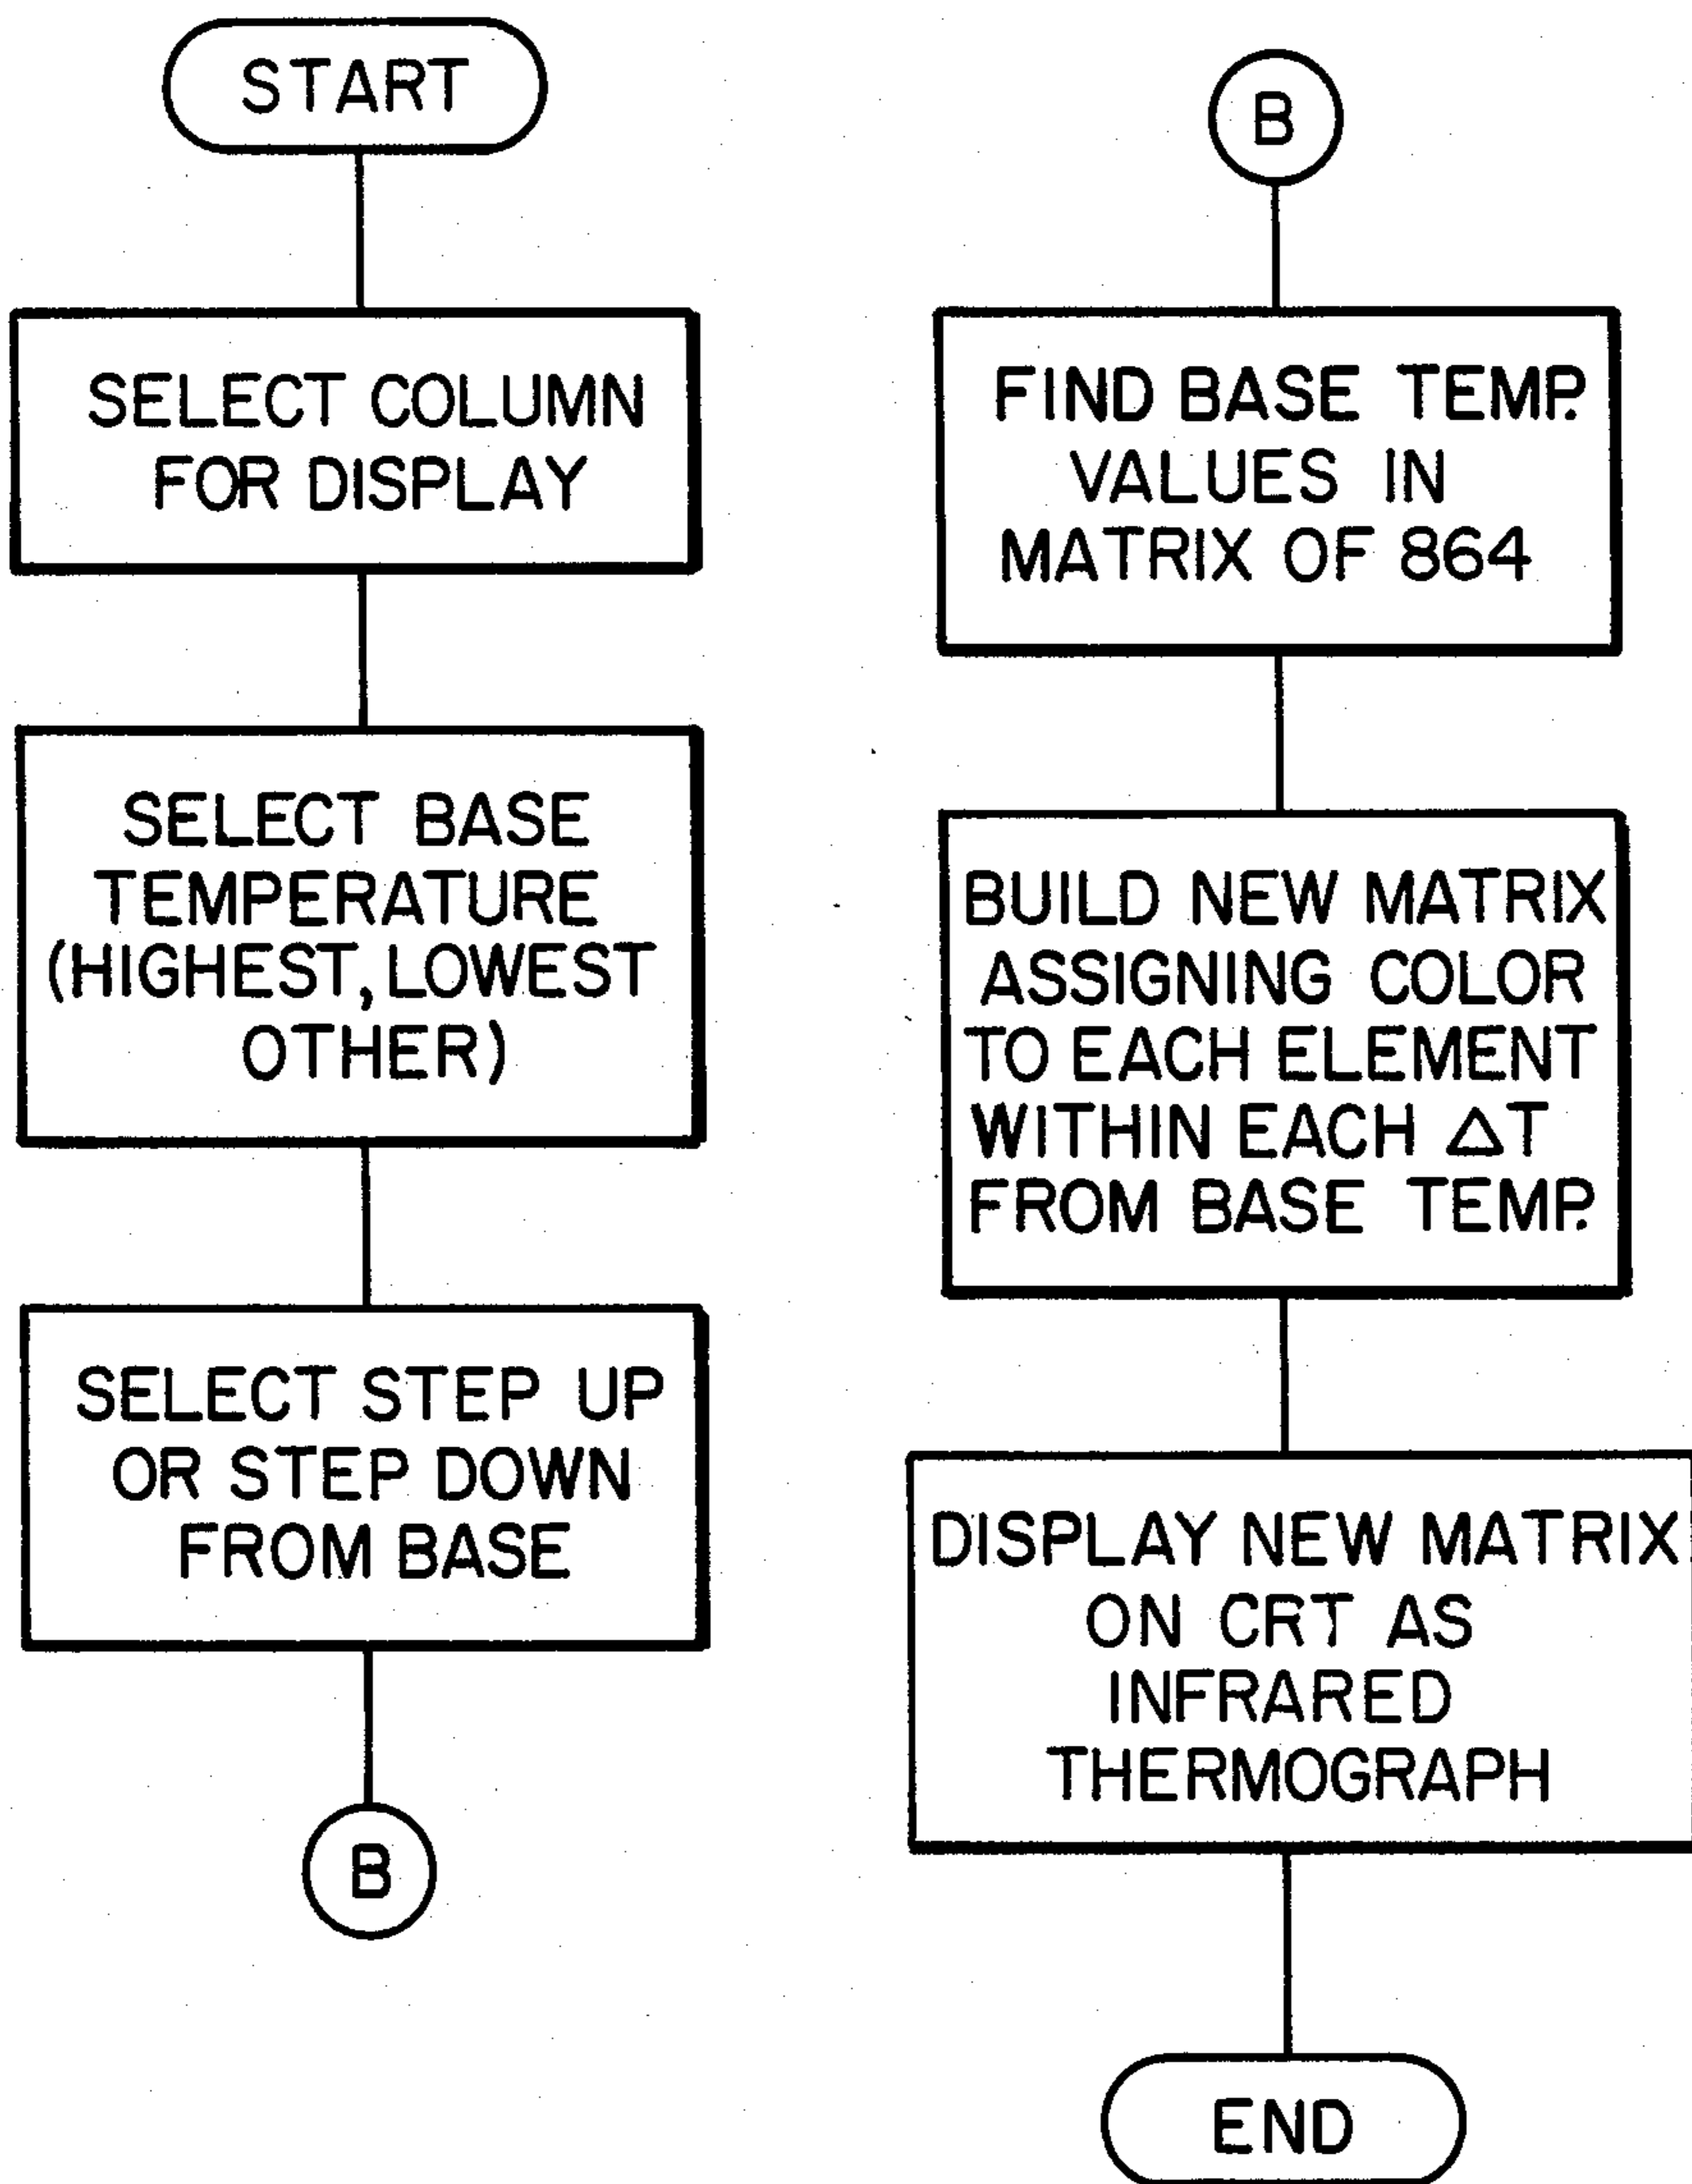 START
SELECT COLUMN
FOR DISPLAY
SELECT BASE
TEMPERATURE
(HIGHEST, LOWEST
OTHER)
SELECT STEP UP
OR STEP DOWN
FROM BASE
B
B
FIND BASE TEMP.
VALUES IN
MATRIX OF 864
BUILD NEW MATRIX
ASSIGNING COLOR
TO EACH ELEMENT
WITHIN EACH △T
FROM BASE TEMP.
DISPLAY NEW MATRIX
ON CRT AS
INFRARED
THERMOGRAPH
END